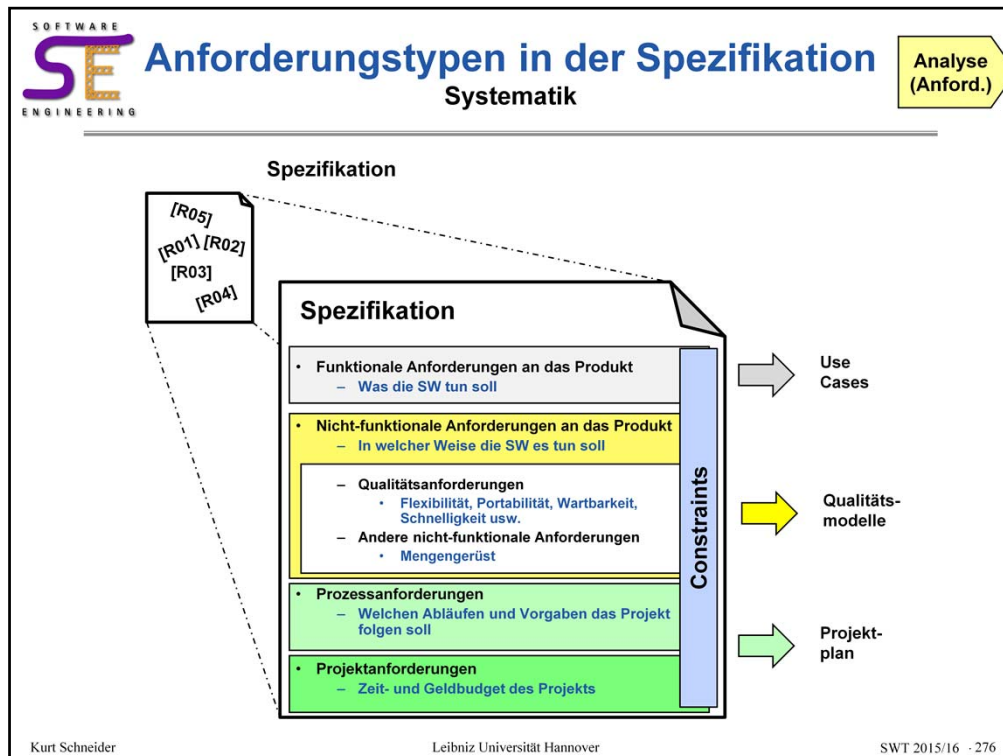 SOFTWARE
SE
ENGINEERING
Anforderungstypen in der Spezifikation
Systematik
Analyse
(Anford.)
Spezifikation
[R05]
[R01] [R02]
[R03]
[R04]
Spezifikation
• Funktionale Anforderungen an das Produkt
– Was die SW tun soll
• Nicht-funktionale Anforderungen an das Produkt
– In welcher Weise die SW es tun soll
– Qualitätsanforderungen
• Flexibilität, Portabilität, Wartbarkeit,
Schnelligkeit usw.
– Andere nicht-funktionale Anforderungen
• Mengengerüst
• Prozessanforderungen
– Welchen Abläufen und Vorgaben das Projekt
folgen soll
• Projektanforderungen
– Zeit- und Geldbudget des Projekts
Constraints
Use
Cases
Qualitäts-
modelle
Projekt-
plan
Kurt Schneider
Leibniz Universität Hannover
SWT 2015/16 - 276